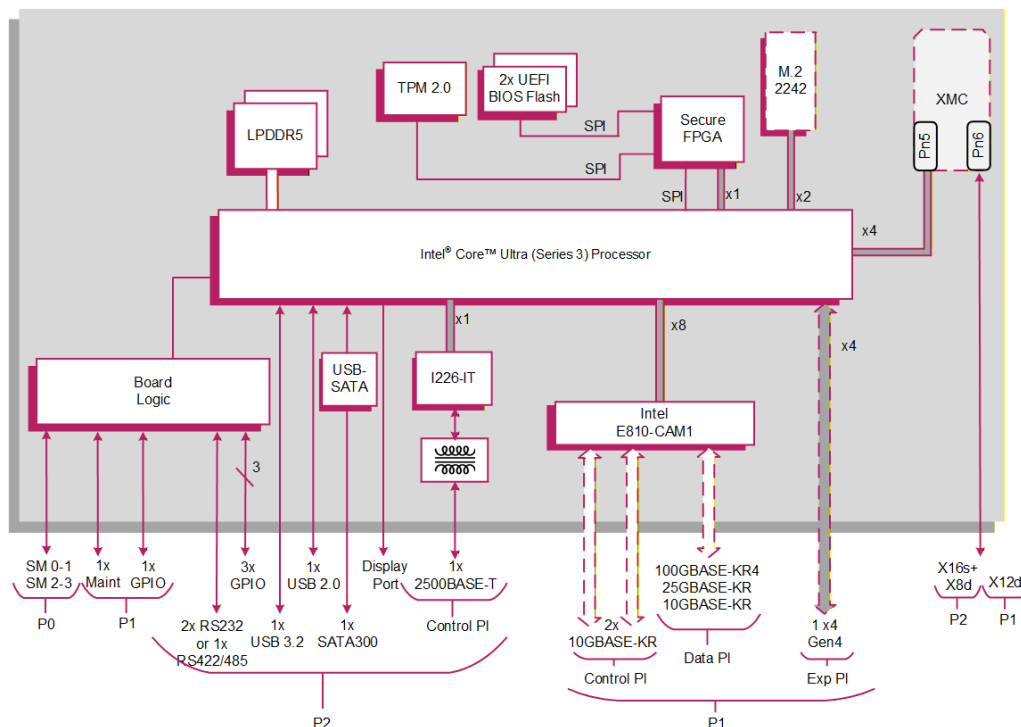 M.2
2242
XMC
Pn5
Pn6
TPM 2.0
2x UEFI
BIOS Flash
LPDDR5
SPI
Secure
FPGA
SPI
SPI
x1
x2
x4
Intel® Core™ Ultra (Series 3) Processor
x1
x8
x4
Board
Logic
USB-
SATA
I226-IT
Intel
E810-CAM1
3
SM 0-1
SM 2-3
1x
Maint
1x
GPIO
3x
GPIO
1x
USB 2.0
Display
Port
1x
2500BASE-T
100GBASE-KR4
25GBASE-KR
10GBASE-KR
X16s+
X8d
X12d
P0
P1
2x RS232
or 1x
RS422/485
1x
USB 3.2
1x
SATA300
Control PI
2x
10GBASE-KR
Data PI
1 x4
Gen4
P2
P1
Control PI
Exp PI
P2
P1